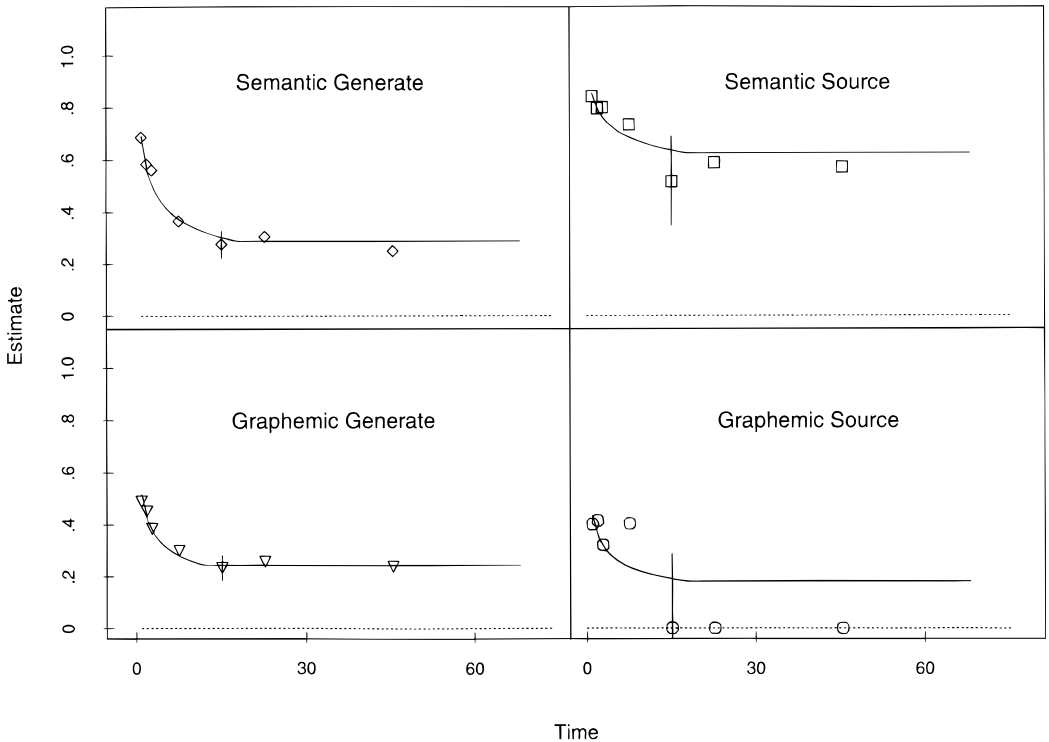 Semantic Generate
Semantic Source
1.0
.8
.6
.4
.2
0
Graphemic Generate
Graphemic Source
1.0
.8
.6
.4
.2
0
Estimate
0 30 60
0 30 60
Time